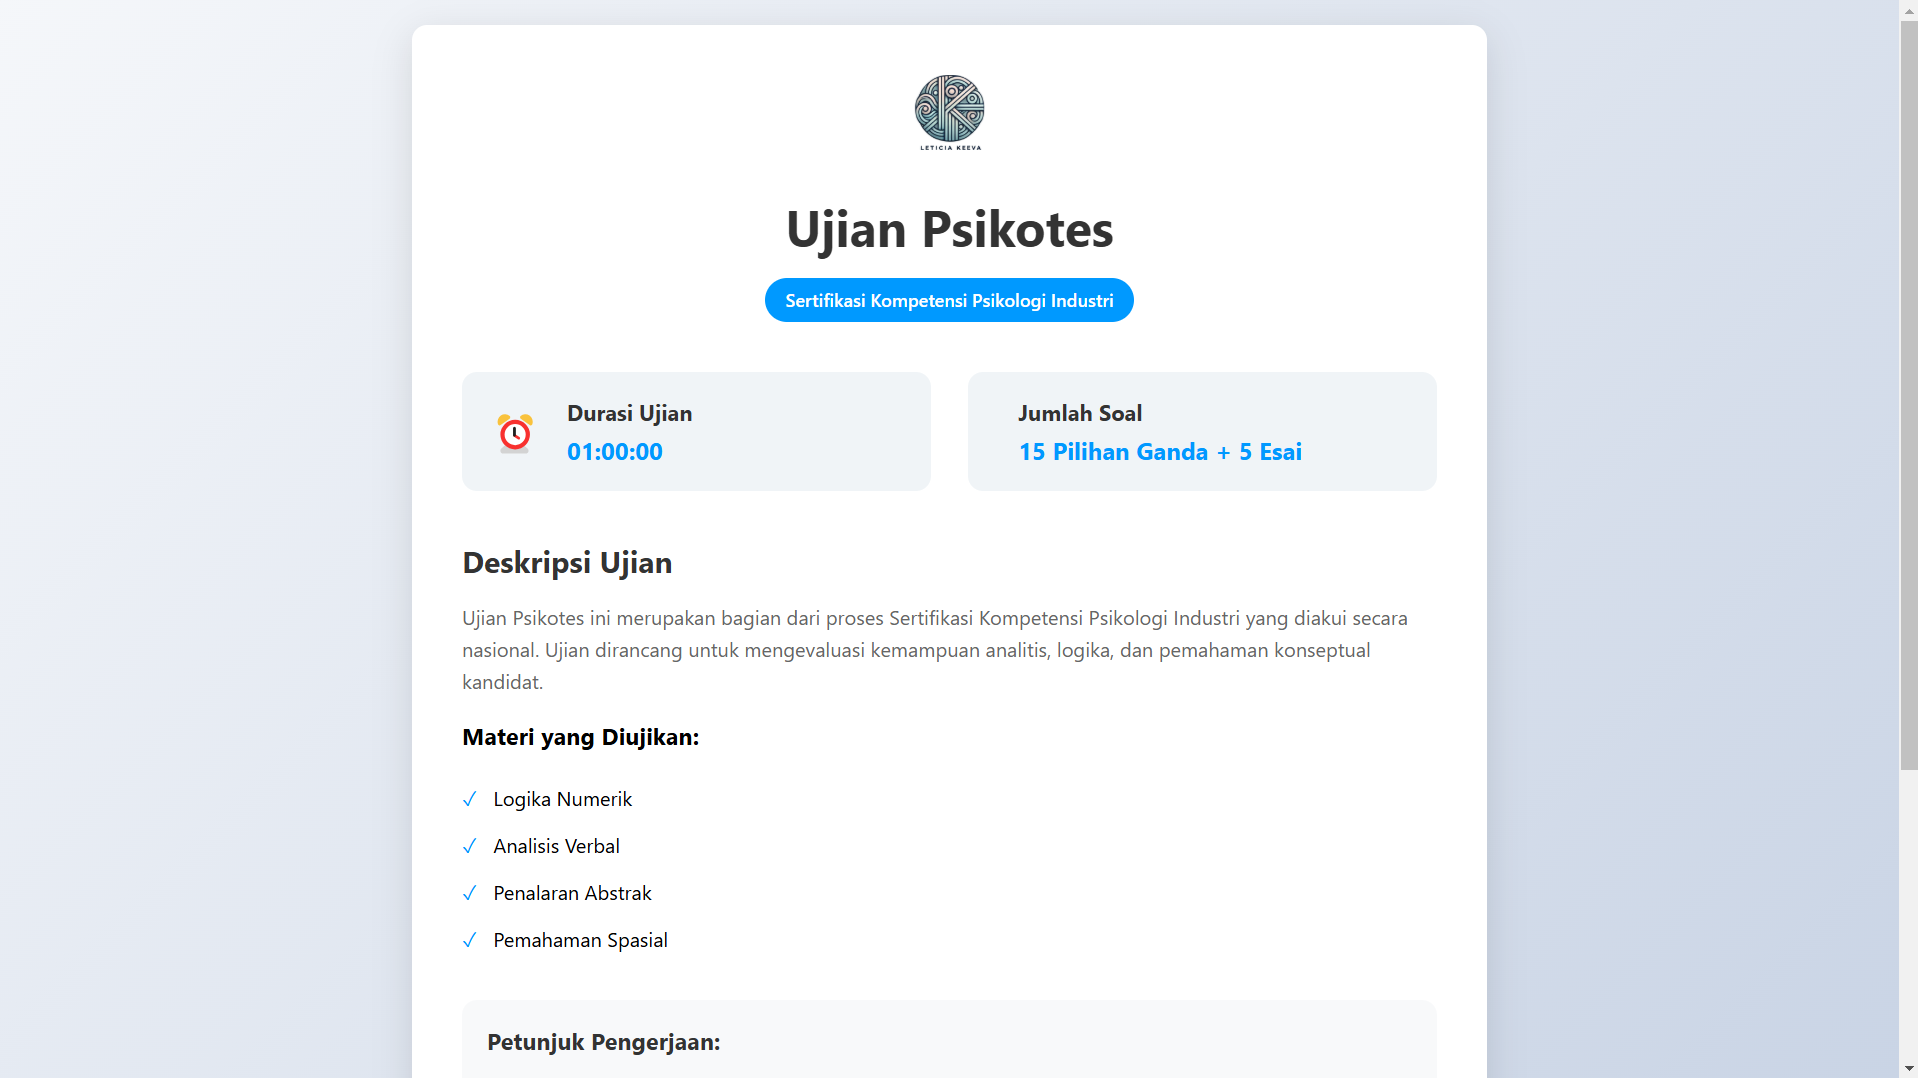 LETICIA KEEVA
Ujian Psikotes
Sertifikasi Kompetensi Psikologi Industri
Durasi Ujian
01:00:00
Jumlah Soal
15 Pilihan Ganda + 5 Esai
Deskripsi Ujian
Ujian Psikotes ini merupakan bagian dari proses Sertifikasi Kompetensi Psikologi Industri yang diakui secara
nasional. Ujian dirancang untuk mengevaluasi kemampuan analitis, logika, dan pemahaman konseptual
kandidat.
Materi yang Diujikan:
✓ Logika Numerik
✓ Analisis Verbal
✓ Penalaran Abstrak
✓ Pemahaman Spasial
Petunjuk Pengerjaan: